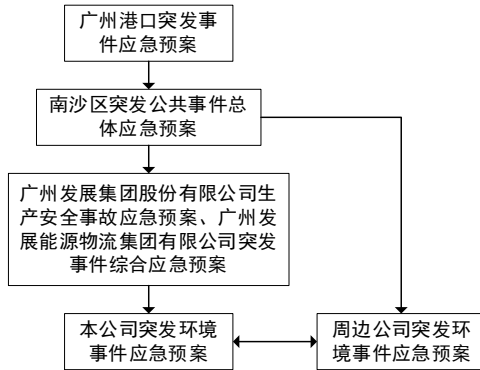 广州港口突发事
件应急预案
南沙区突发公共事件总
体应急预案
广州发展集团股份有限公司生
产安全事故应急预案、广州发
展能源物流集团有限公司突发
事件综合应急预案
本公司突发环境
事件应急预案
周边公司突发环
境事件应急预案